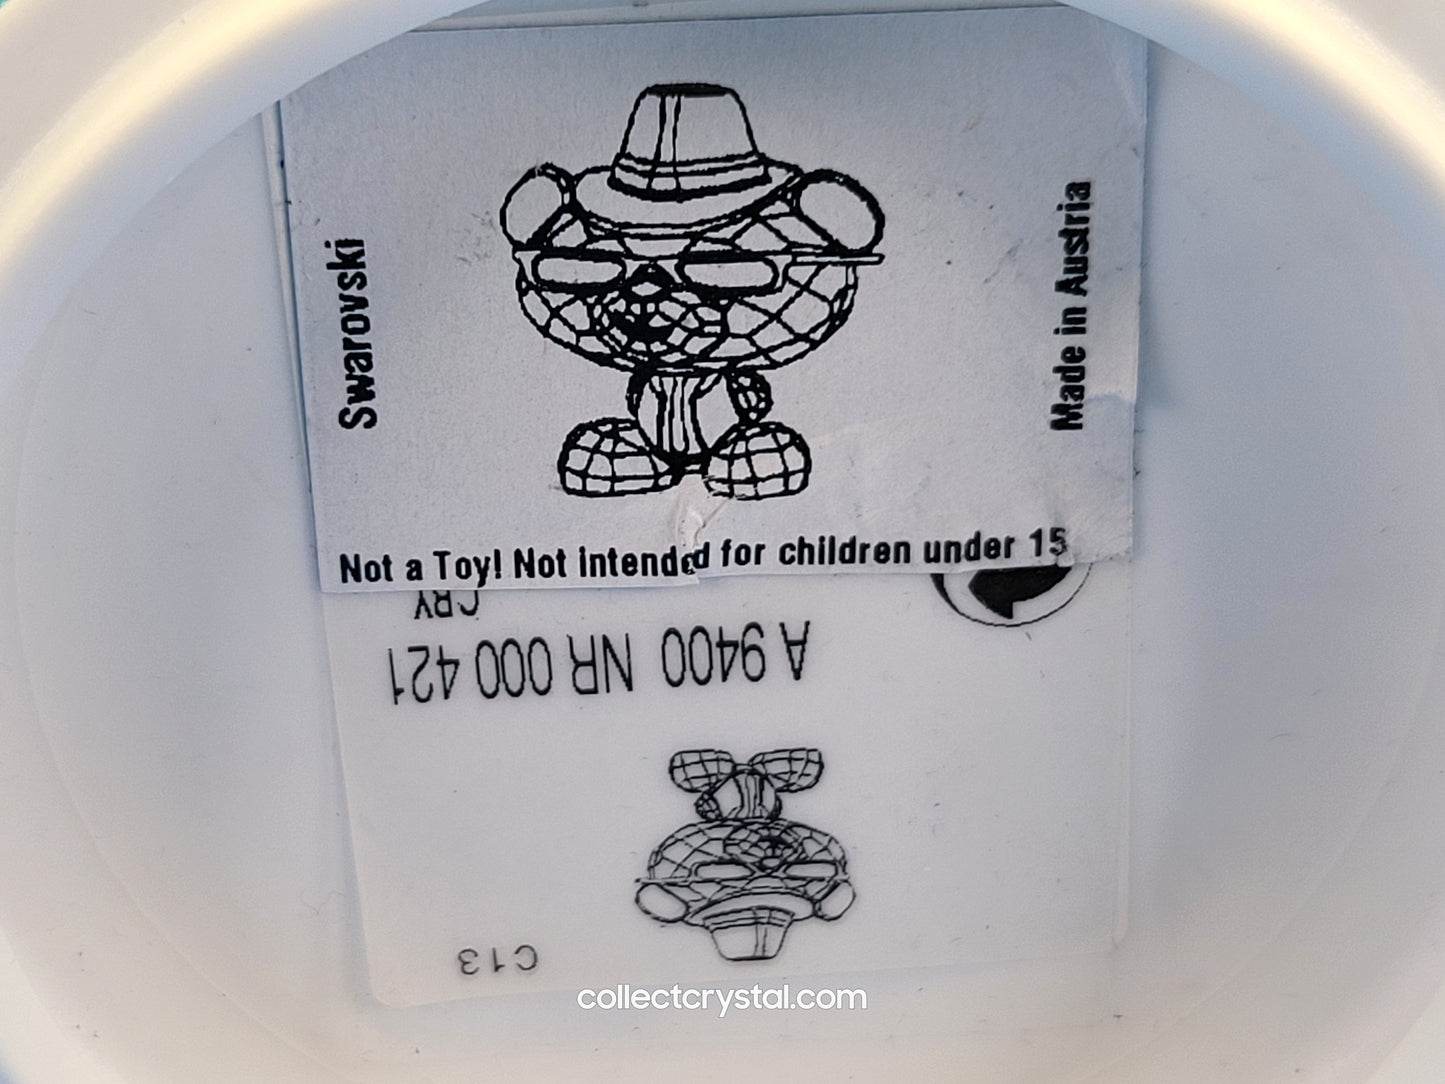 Swarovski
Made in Austria
Not a Toy! Not intended for children under 15
CRY
A 9400 NR 000 421
C13
collectcrystal.com